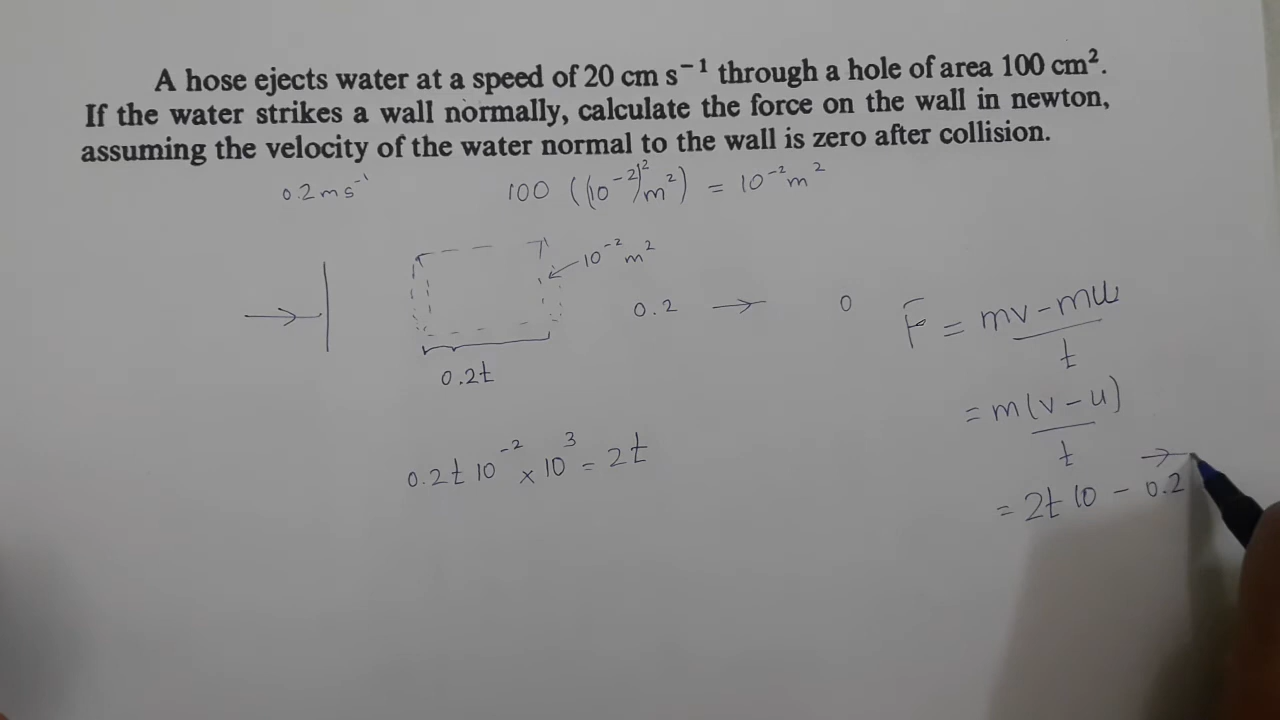 A hose ejects water at a speed of 20 cm s⁻¹ through a hole of area 100 cm².
If the water strikes a wall normally, calculate the force on the wall in newton,
assuming the velocity of the water normal to the wall is zero after collision.
0.2 m s⁻¹
100 ((10⁻²)² m²) = 10⁻² m²
10⁻² m²
0.2 → 0
0.2t
F = mv - mu / t
= m(v - u) / t
0.2t 10⁻² × 10³ = 2t
= 2t (0 - 0.2